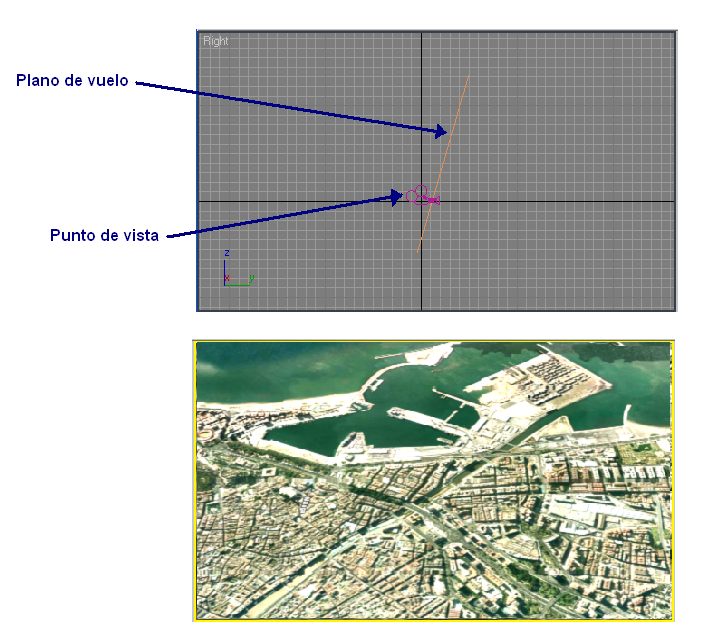 Right
Plano de vuelo
Punto de vista
z
x
y